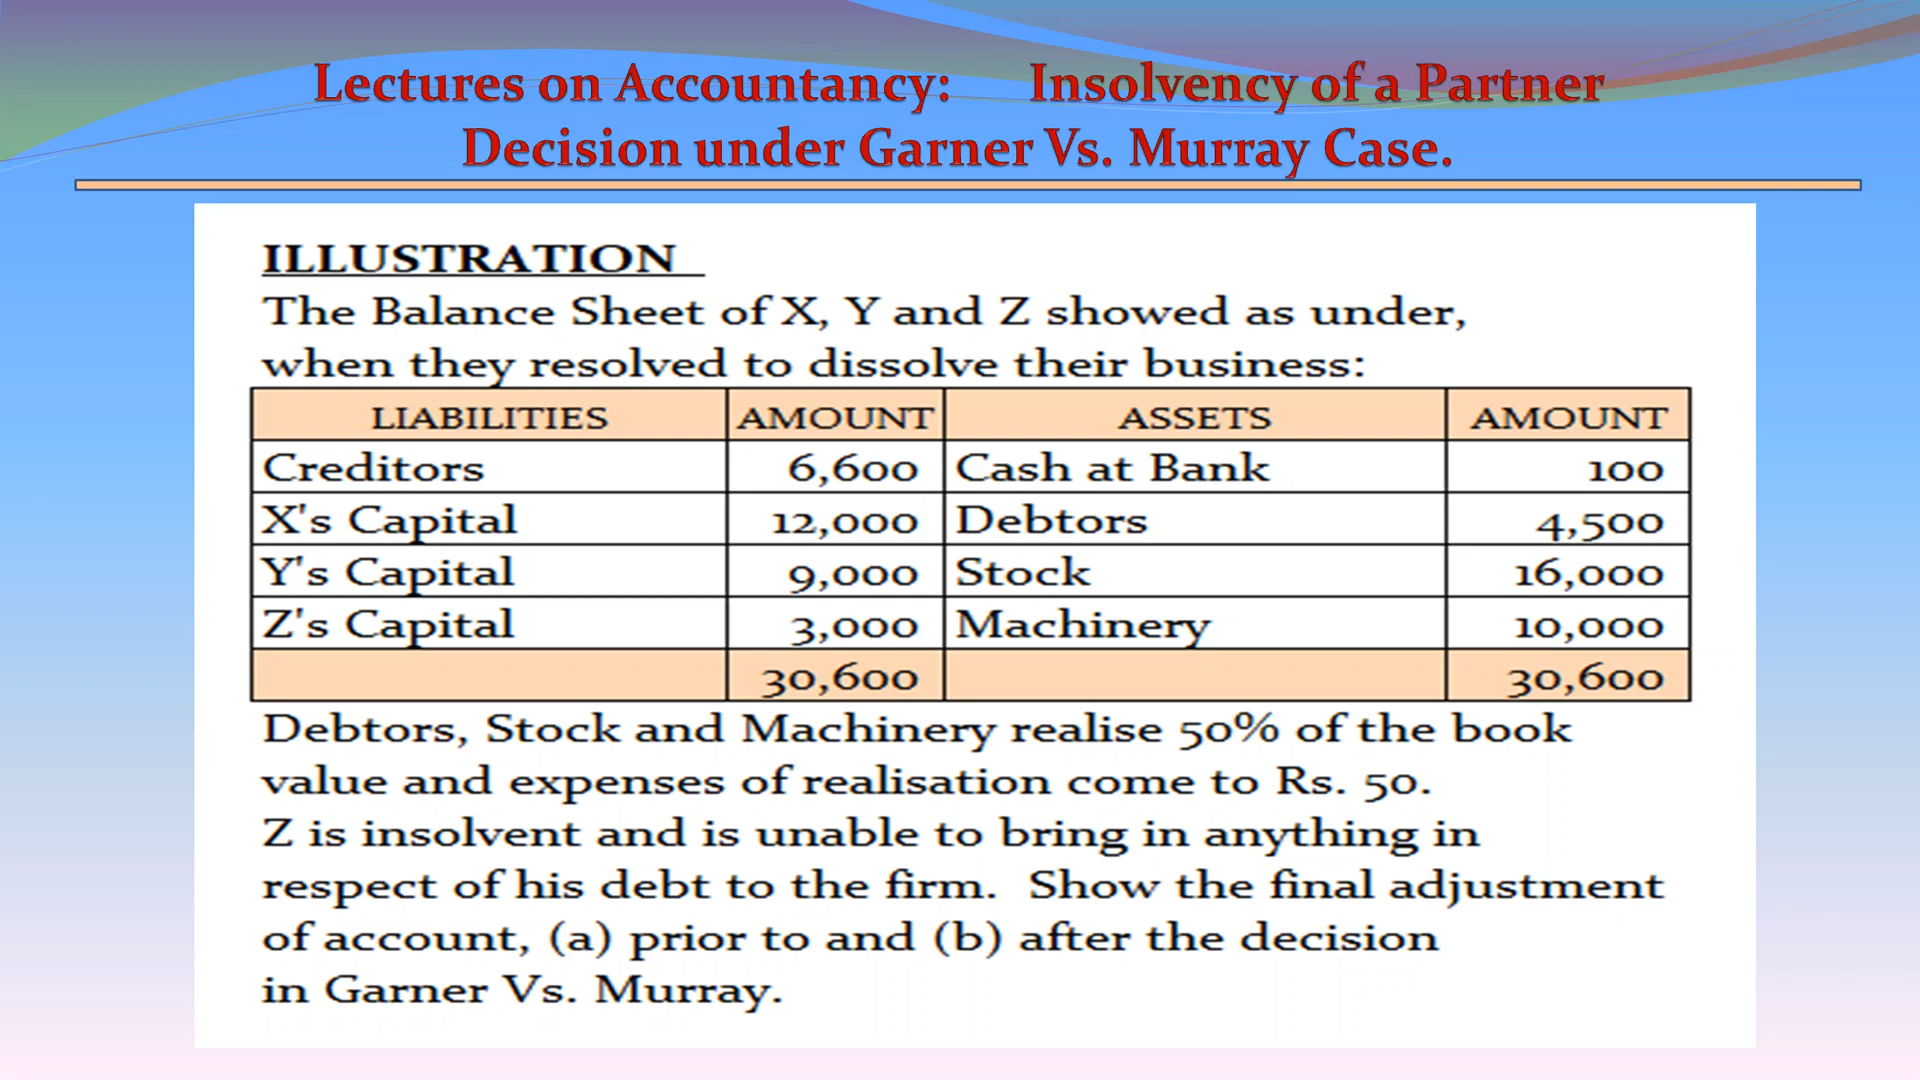 Lectures on Accountancy: Insolvency of a Partner
Decision under Garner Vs. Murray Case.
ILLUSTRATION
The Balance Sheet of X, Y and Z showed as under,
when they resolved to dissolve their business:
LIABILITIES AMOUNT ASSETS AMOUNT
Creditors 6,600 Cash at Bank 100
X's Capital 12,000 Debtors 4,500
Y's Capital 9,000 Stock 16,000
Z's Capital 3,000 Machinery 10,000
30,600 30,600
Debtors, Stock and Machinery realise 50% of the book
value and expenses of realisation come to Rs. 50.
Z is insolvent and is unable to bring in anything in
respect of his debt to the firm. Show the final adjustment
of account, (a) prior to and (b) after the decision
in Garner Vs. Murray.